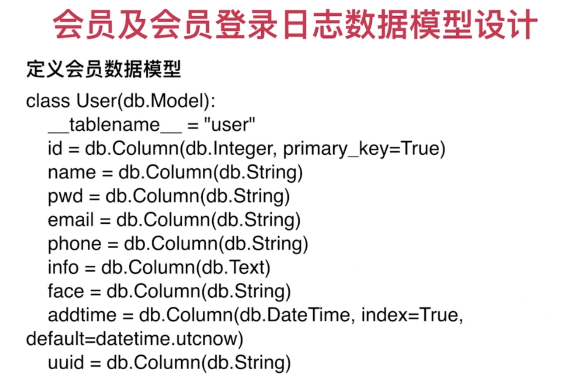 会员及会员登录日志数据模型设计
定义会员数据模型
class User(db.Model):
    __tablename__ = "user"
    id = db.Column(db.Integer, primary_key=True)
    name = db.Column(db.String)
    pwd = db.Column(db.String)
    email = db.Column(db.String)
    phone = db.Column(db.String)
    info = db.Column(db.Text)
    face = db.Column(db.String)
    addtime = db.Column(db.DateTime, index=True,
default=datetime.utcnow)
    uuid = db.Column(db.String)